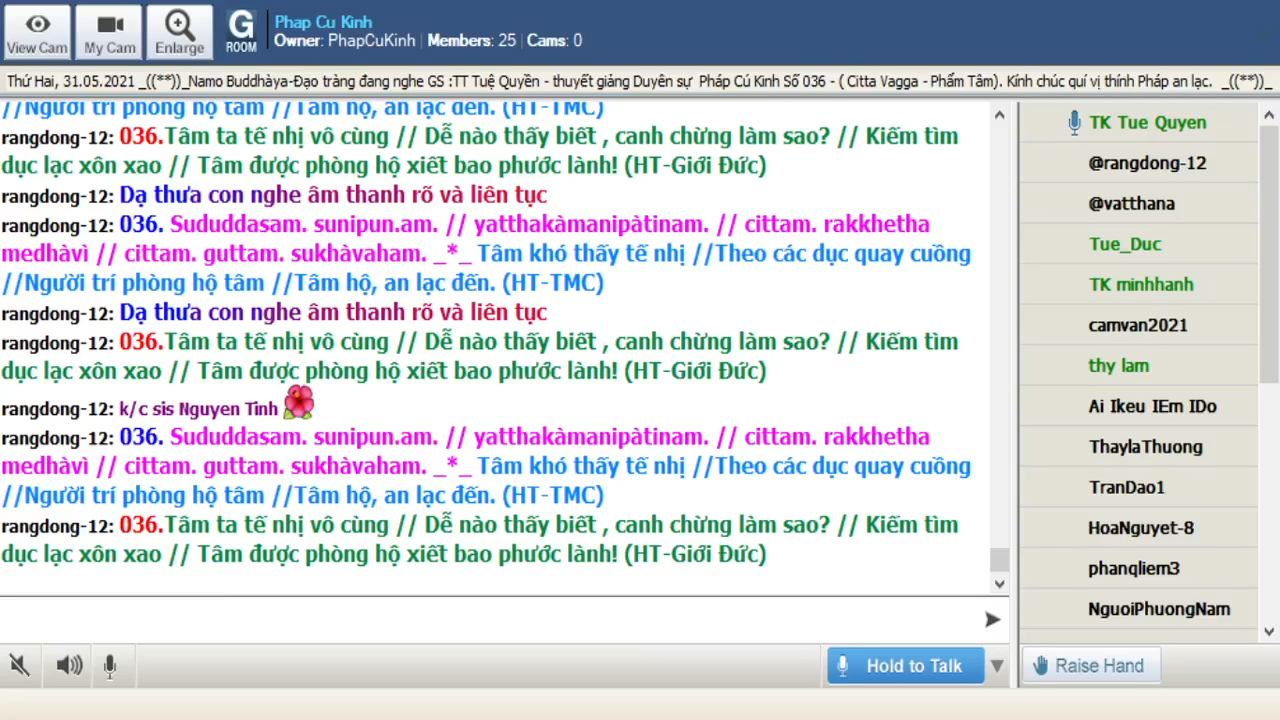 View Cam
My Cam
Enlarge
G
ROOM
Phap Cu Kinh
Owner: PhapCuKinh | Members: 25 | Cams: 0
Thứ Hai, 31.05.2021 _((**))_Namo Buddhàya-Đạo tràng đang nghe GS :TT Tuệ Quyền - thuyết giảng Duyên sự Pháp Cú Kinh Số 036 - ( Citta Vagga - Phẩm Tâm). Kính chúc quí vị thính Pháp an lạc. _((**))_
//Người trí phòng hộ tâm //Tâm hộ, an lạc đến. (HT-TMC)
rangdong-12: 036.Tâm ta tế nhị vô cùng // Dễ nào thấy biết , canh chừng làm sao? // Kiếm tìm
dục lạc xôn xao // Tâm được phòng hộ xiết bao phước lành! (HT-Giới Đức)
rangdong-12: Dạ thưa con nghe âm thanh rõ và liên tục
rangdong-12: 036. Sududdasam. sunipun.am. // yatthakàmanipàtinam. // cittam. rakkhetha
medhàvì // cittam. guttam. sukhàvaham. _*_ Tâm khó thấy tế nhị //Theo các dục quay cuồng
//Người trí phòng hộ tâm //Tâm hộ, an lạc đến. (HT-TMC)
rangdong-12: Dạ thưa con nghe âm thanh rõ và liên tục
rangdong-12: 036.Tâm ta tế nhị vô cùng // Dễ nào thấy biết , canh chừng làm sao? // Kiếm tìm
dục lạc xôn xao // Tâm được phòng hộ xiết bao phước lành! (HT-Giới Đức)
rangdong-12: k/c sis Nguyen Tinh
rangdong-12: 036. Sududdasam. sunipun.am. // yatthakàmanipàtinam. // cittam. rakkhetha
medhàvì // cittam. guttam. sukhàvaham. _*_ Tâm khó thấy tế nhị //Theo các dục quay cuồng
//Người trí phòng hộ tâm //Tâm hộ, an lạc đến. (HT-TMC)
rangdong-12: 036.Tâm ta tế nhị vô cùng // Dễ nào thấy biết , canh chừng làm sao? // Kiếm tìm
dục lạc xôn xao // Tâm được phòng hộ xiết bao phước lành! (HT-Giới Đức)
TK Tue Quyen
@rangdong-12
@vatthana
Tue_Duc
TK minhhanh
camvan2021
thy lam
Ai Ikeu IEm IDo
ThaylaThuong
TranDao1
HoaNguyet-8
phanqliem3
NguoiPhuongNam
Hold to Talk
Raise Hand